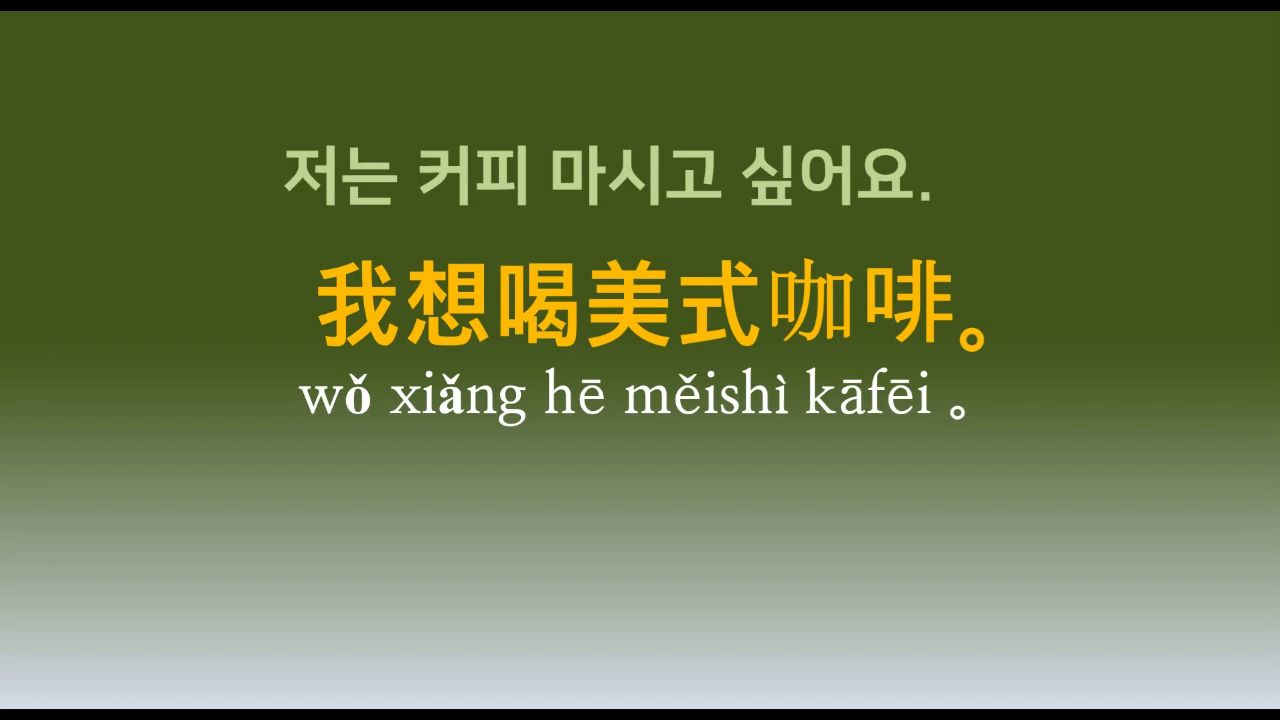 저는 커피 마시고 싶어요.
我想喝美式咖啡。
wǒ xiǎng hē měishì kāfēi 。